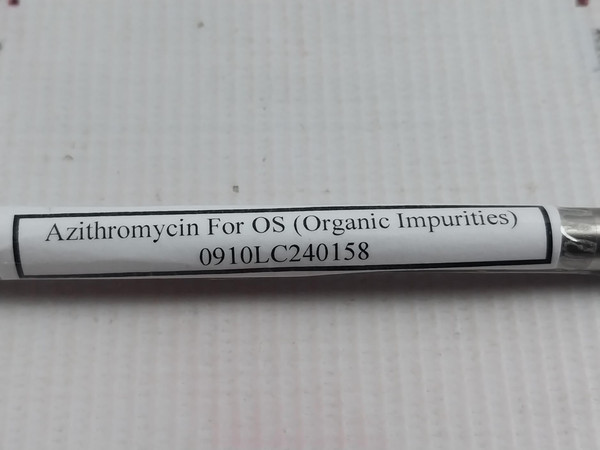 Azithromycin For OS (Organic Impurities)
0910LC240158